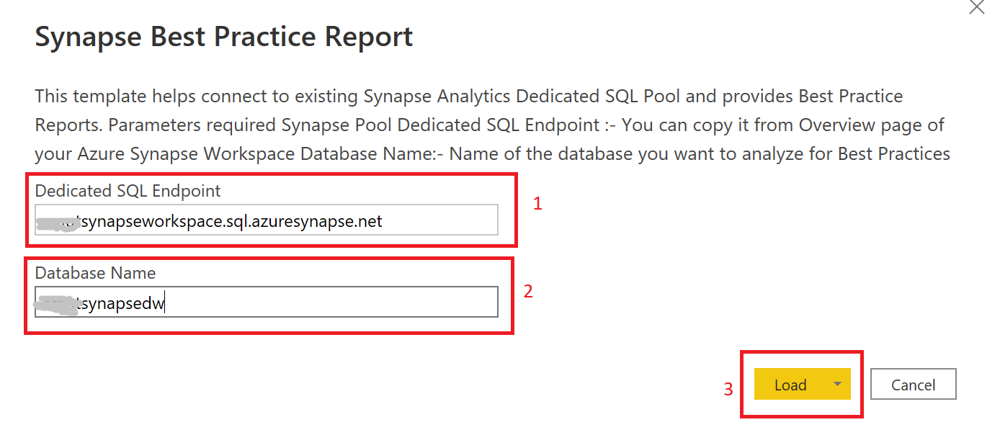 Synapse Best Practice Report
This template helps connect to existing Synapse Analytics Dedicated SQL Pool and provides Best Practice
Reports. Parameters required Synapse Pool Dedicated SQL Endpoint :- You can copy it from Overview page of
your Azure Synapse Workspace Database Name:- Name of the database you want to analyze for Best Practices
Dedicated SQL Endpoint
1
tsynapseworkspace.sql.azuresynapse.net
Database Name
2
tsynapsedw
3
Load
Cancel